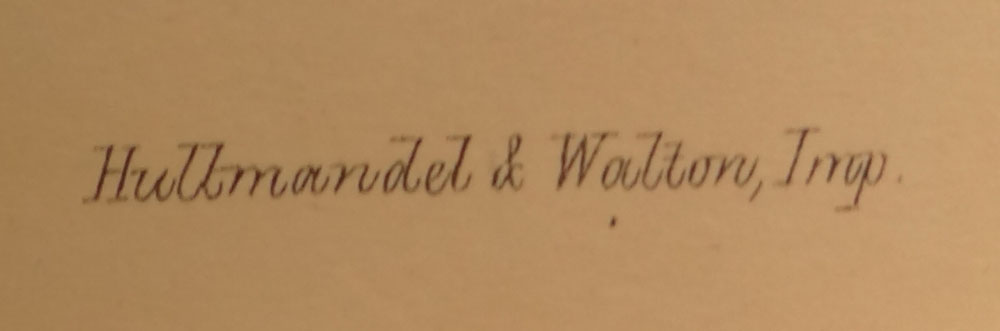 Hullmandel & Walton, Imp.